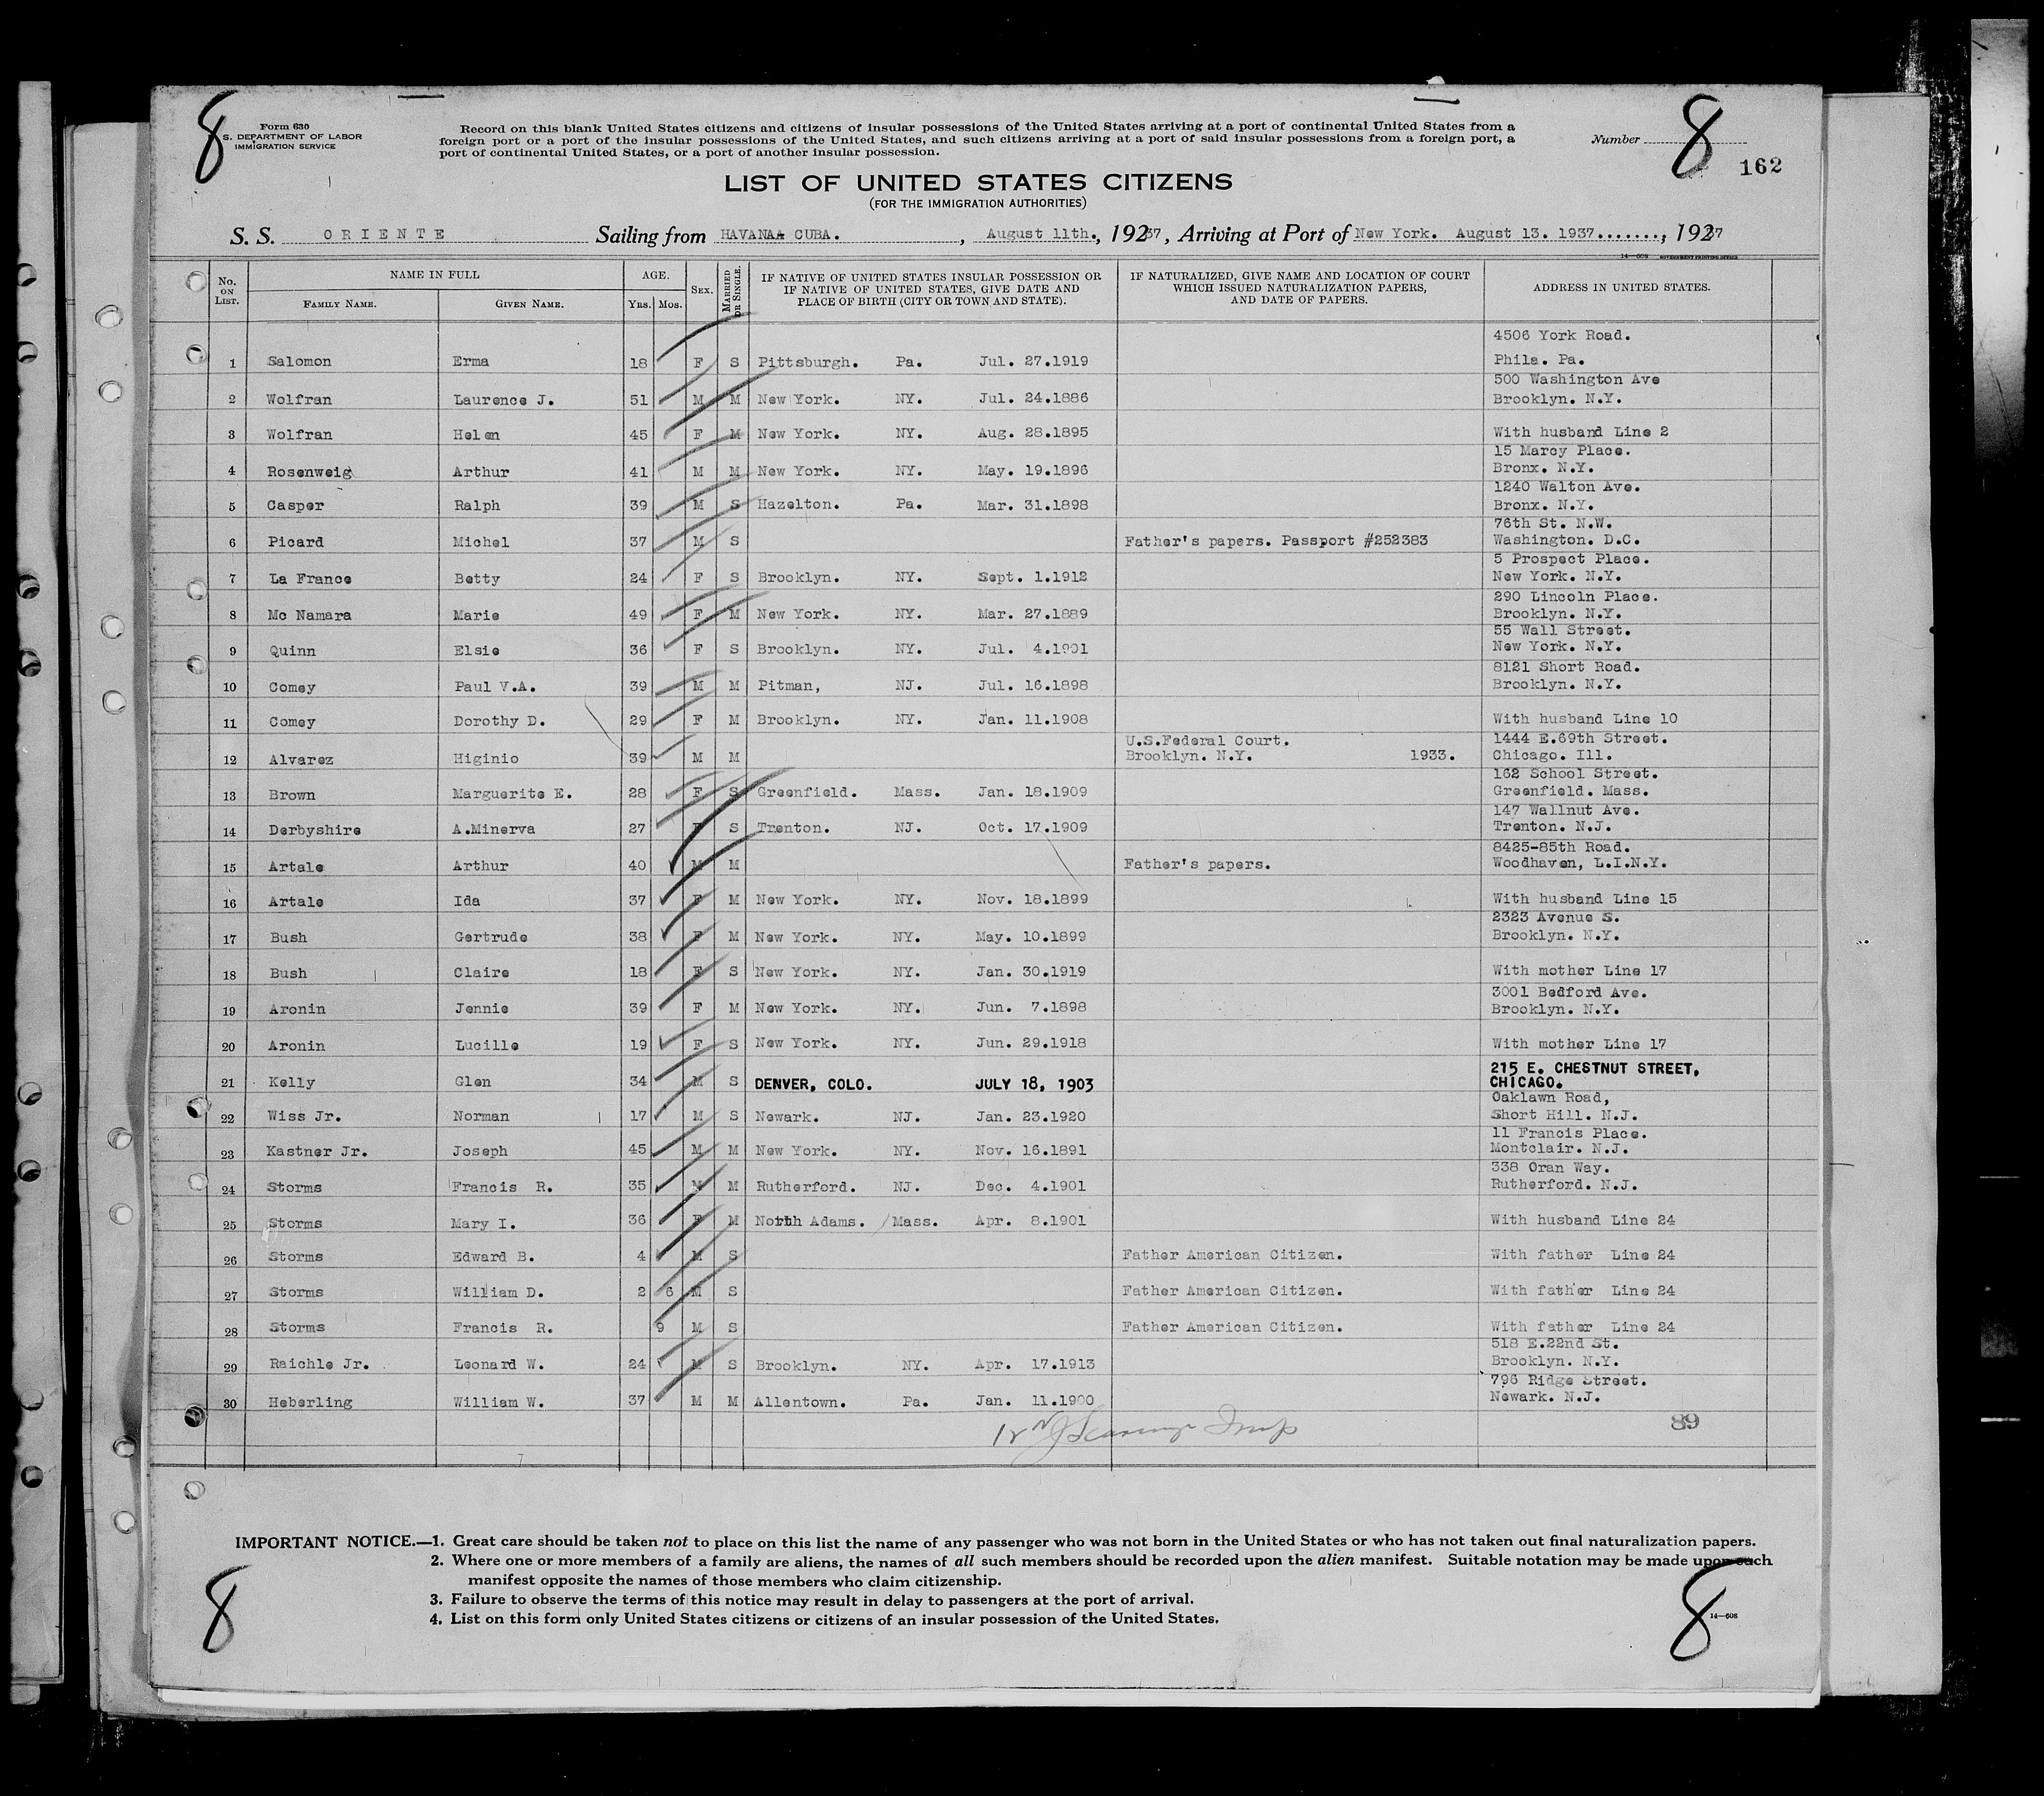 8
8
Form 630
S. DEPARTMENT OF LABOR
IMMIGRATION SERVICE
Record on this blank United States citizens and citizens of insular possessions of the United States arriving at a port of continental United States from a
foreign port or a port of the insular possessions of the United States, and such citizens arriving at a port of said insular possessions from a foreign port, a
port of continental United States, or a port of another insular possession.
Number
162
LIST OF UNITED STATES CITIZENS
(FOR THE IMMIGRATION AUTHORITIES)
S. S. ORIENTE Sailing from HAVANAA CUBA. , August 11th., 19237, Arriving at Port of New York. August 13. 1937......., 19237
14—608 GOVERNMENT PRINTING OFFICE
No. ON LIST. NAME IN FULL FAMILY NAME. GIVEN NAME. AGE. Yrs. Mos. SEX. MARRIED OR SINGLE. IF NATIVE OF UNITED STATES INSULAR POSSESSION OR IF NATIVE OF UNITED STATES, GIVE DATE AND PLACE OF BIRTH (CITY OR TOWN AND STATE). IF NATURALIZED, GIVE NAME AND LOCATION OF COURT WHICH ISSUED NATURALIZATION PAPERS, AND DATE OF PAPERS. ADDRESS IN UNITED STATES.
4506 York Road.
1 Salomon Erma 18 F S Pittsburgh. Pa. Jul. 27.1919 Phila. Pa.
500 Washington Ave
2 Wolfran Laurence J. 51 M M New York. NY. Jul. 24.1886 Brooklyn. N.Y.
3 Wolfran Helen 45 F M New York. NY. Aug. 28.1895 With husband Line 2
15 Marcy Place.
4 Rosenweig Arthur 41 M M New York. NY. May. 19.1896 Bronx. N.Y.
1240 Walton Ave.
5 Casper Ralph 39 M S Hazelton. Pa. Mar. 31.1898 Bronx. N.Y.
76th St. N.W.
6 Picard Michel 37 M S Father's papers. Passport #252383 Washington. D.C.
5 Prospect Place.
7 La France Betty 24 F S Brooklyn. NY. Sept. 1.1912 New York. N.Y.
290 Lincoln Place.
8 Mc Namara Marie 49 F M New York. NY. Mar. 27.1889 Brooklyn. N.Y.
55 Wall Street.
9 Quinn Elsie 36 F S Brooklyn. NY. Jul. 4.1901 New York. N.Y.
8121 Short Road.
10 Comey Paul V.A. 39 M M Pitman, NJ. Jul. 16.1898 Brooklyn. N.Y.
11 Comey Dorothy D. 29 F M Brooklyn. NY. Jan. 11.1908 With husband Line 10
U.S.Federal Court. 1444 E.69th Street.
12 Alvarez Higinio 39 M M Brooklyn. N.Y. 1933. Chicago. Ill.
162 School Street.
13 Brown Marguerite E. 28 F S Greenfield. Mass. Jan. 18.1909 Greenfield. Mass.
147 Wallnut Ave.
14 Derbyshire A.Minerva 27 F S Trenton. NJ. Oct. 17.1909 Trenton. N.J.
8425-85th Road.
15 Artale Arthur 40 M M Father's papers. Woodhaven, L.I.N.Y.
16 Artale Ida 37 F M New York. NY. Nov. 18.1899 With husband Line 15
2323 Avenue S.
17 Bush Gertrude 38 F M New York. NY. May. 10.1899 Brooklyn. N.Y.
18 Bush Claire 18 F S New York. NY. Jan. 30.1919 With mother Line 17
3001 Bedford Ave.
19 Aronin Jennie 39 F M New York. NY. Jun. 7.1898 Brooklyn. N.Y.
20 Aronin Lucille 19 F S New York. NY. Jun. 29.1918 With mother Line 17
215 E. CHESTNUT STREET,
21 Kelly Glen 34 M S DENVER, COLO. JULY 18, 1903 CHICAGO.
Oaklawn Road,
22 Wiss Jr. Norman 17 M S Newark. NJ. Jan. 23.1920 Short Hill. N.J.
11 Francis Place.
23 Kastner Jr. Joseph 45 M M New York. NY. Nov. 16.1891 Montclair. N.J.
338 Oran Way.
24 Storms Francis R. 35 M M Rutherford. NJ. Dec. 4.1901 Rutherford. N.J.
25 Storms Mary I. 36 F M North Adams. Mass. Apr. 8.1901 With husband Line 24
26 Storms Edward B. 4 M S Father American Citizen. With father Line 24
27 Storms William D. 2 6 M S Father American Citizen. With father Line 24
28 Storms Francis R. 9 M S Father American Citizen. With father Line 24
518 E.22nd St.
29 Raichle Jr. Leonard W. 24 M S Brooklyn. NY. Apr. 17.1913 Brooklyn. N.Y.
796 Ridge Street.
30 Heberling William W. 37 M M Allentown. Pa. Jan. 11.1900 Newark. N.J.
89
IMPORTANT NOTICE.—1. Great care should be taken not to place on this list the name of any passenger who was not born in the United States or who has not taken out final naturalization papers.
2. Where one or more members of a family are aliens, the names of all such members should be recorded upon the alien manifest. Suitable notation may be made upon such
manifest opposite the names of those members who claim citizenship.
3. Failure to observe the terms of this notice may result in delay to passengers at the port of arrival.
4. List on this form only United States citizens or citizens of an insular possession of the United States.
14—608
8
8